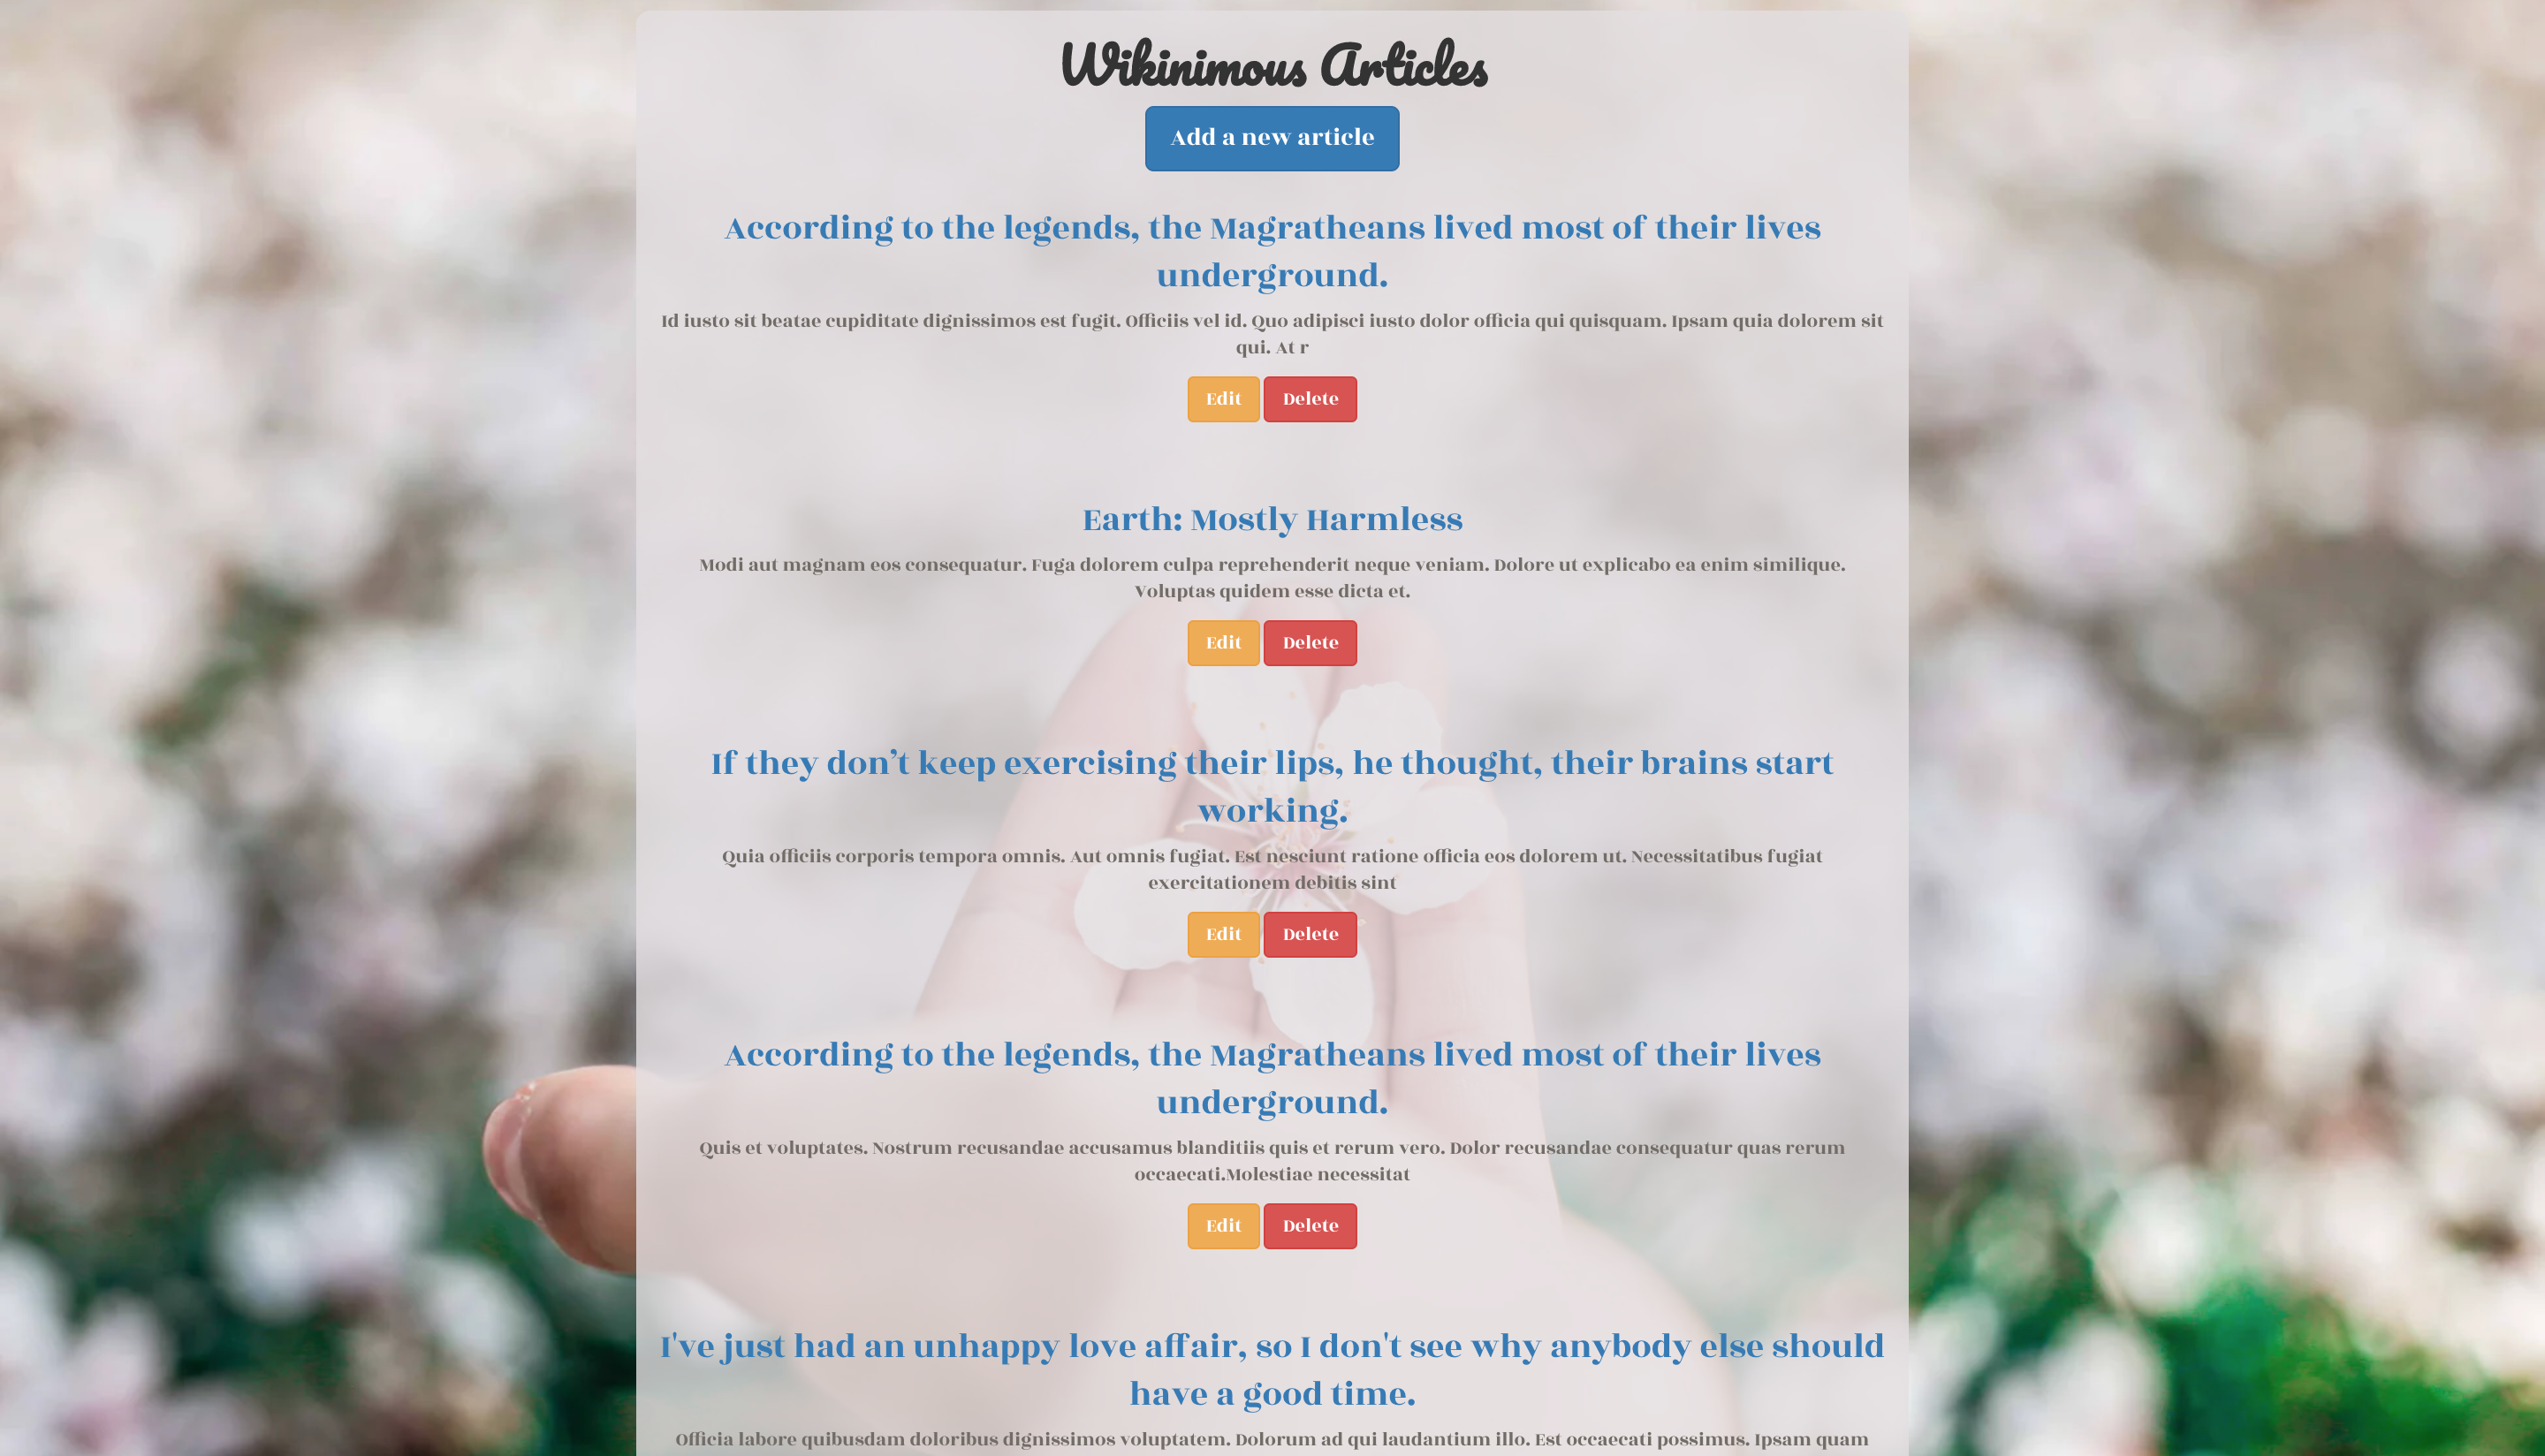 Wikinimous Articles
Add a new article
According to the legends, the Magratheans lived most of their lives
underground.
Id iusto sit beatae cupiditate dignissimos est fugit. Officiis vel id. Quo adipisci iusto dolor officia qui quisquam. Ipsam quia dolorem sit
qui. At r
Edit Delete
Earth: Mostly Harmless
Modi aut magnam eos consequatur. Fuga dolorem culpa reprehenderit neque veniam. Dolore ut explicabo ea enim similique.
Voluptas quidem esse dicta et.
Edit Delete
If they don’t keep exercising their lips, he thought, their brains start
working.
Quia officiis corporis tempora omnis. Aut omnis fugiat. Est nesciunt ratione officia eos dolorem ut. Necessitatibus fugiat
exercitationem debitis sint
Edit Delete
According to the legends, the Magratheans lived most of their lives
underground.
Quis et voluptates. Nostrum recusandae accusamus blanditiis quis et rerum vero. Dolor recusandae consequatur quas rerum
occaecati.Molestiae necessitat
Edit Delete
I've just had an unhappy love affair, so I don't see why anybody else should
have a good time.
Officia labore quibusdam doloribus dignissimos voluptatem. Dolorum ad qui laudantium illo. Est occaecati possimus. Ipsam quam